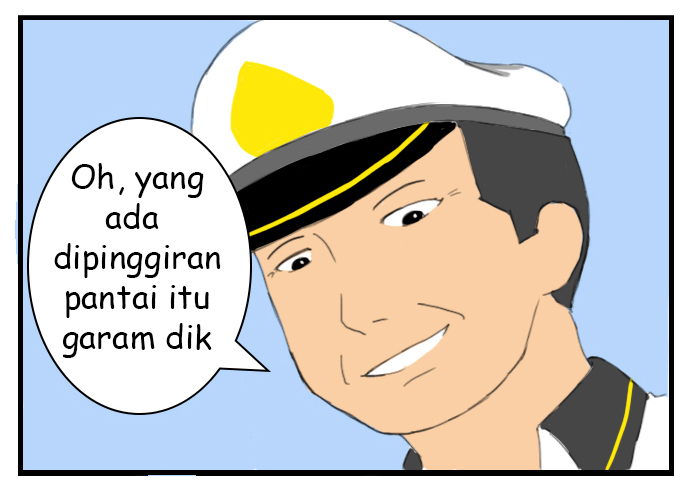 Oh, yang
ada
dipinggiran
pantai itu
garam dik